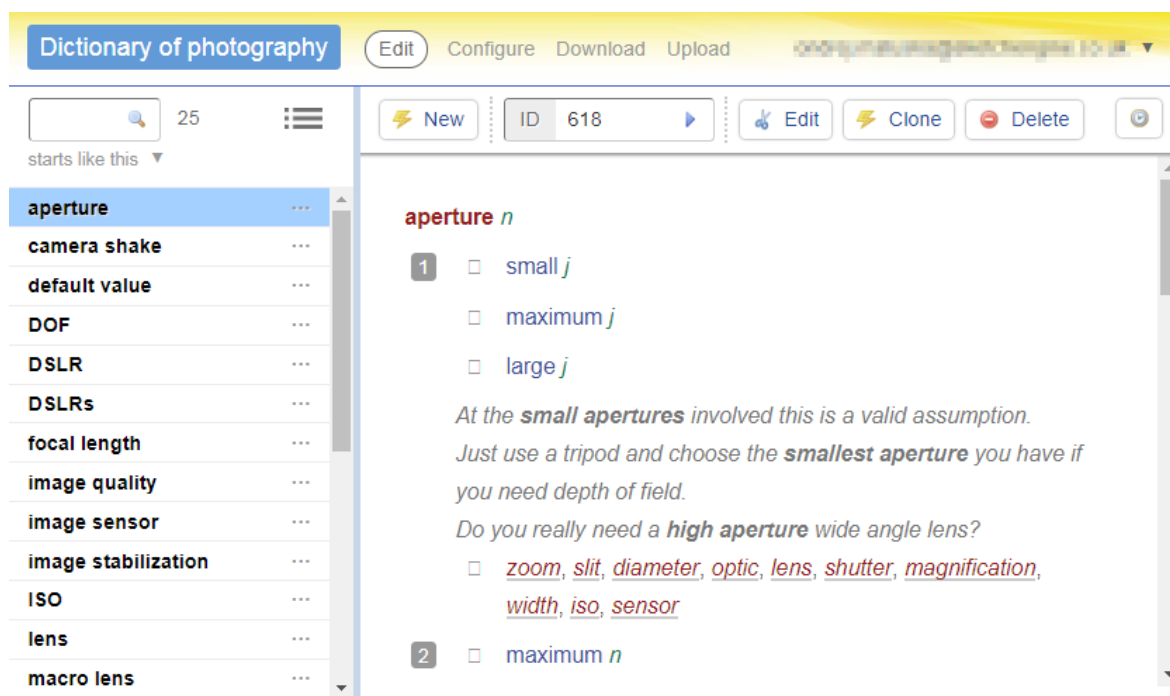 Dictionary of photography Edit Configure Download Upload
25
starts like this
aperture
camera shake
default value
DOF
DSLR
DSLRs
focal length
image quality
image sensor
image stabilization
ISO
lens
macro lens
New ID 618 Edit Clone Delete
aperture n
1 small j
maximum j
large j
At the small apertures involved this is a valid assumption.
Just use a tripod and choose the smallest aperture you have if
you need depth of field.
Do you really need a high aperture wide angle lens?
zoom, slit, diameter, optic, lens, shutter, magnification,
width, iso, sensor
2 maximum n